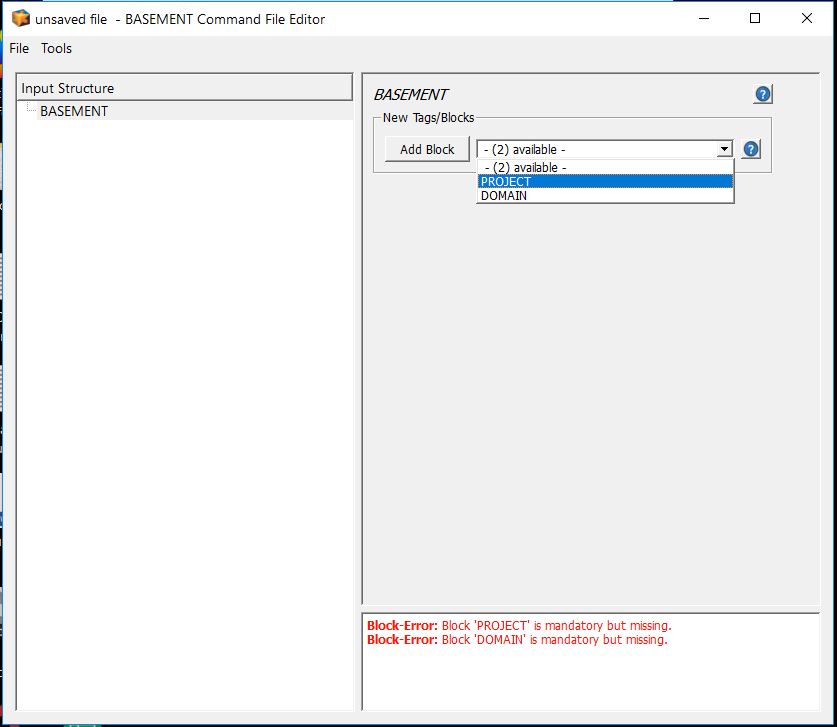 unsaved file - BASEMENT Command File Editor
File Tools
Input Structure
BASEMENT
BASEMENT
?
New Tags/Blocks
Add Block - (2) available - ?
- (2) available -
PROJECT
DOMAIN
Block-Error: Block 'PROJECT' is mandatory but missing.
Block-Error: Block 'DOMAIN' is mandatory but missing.